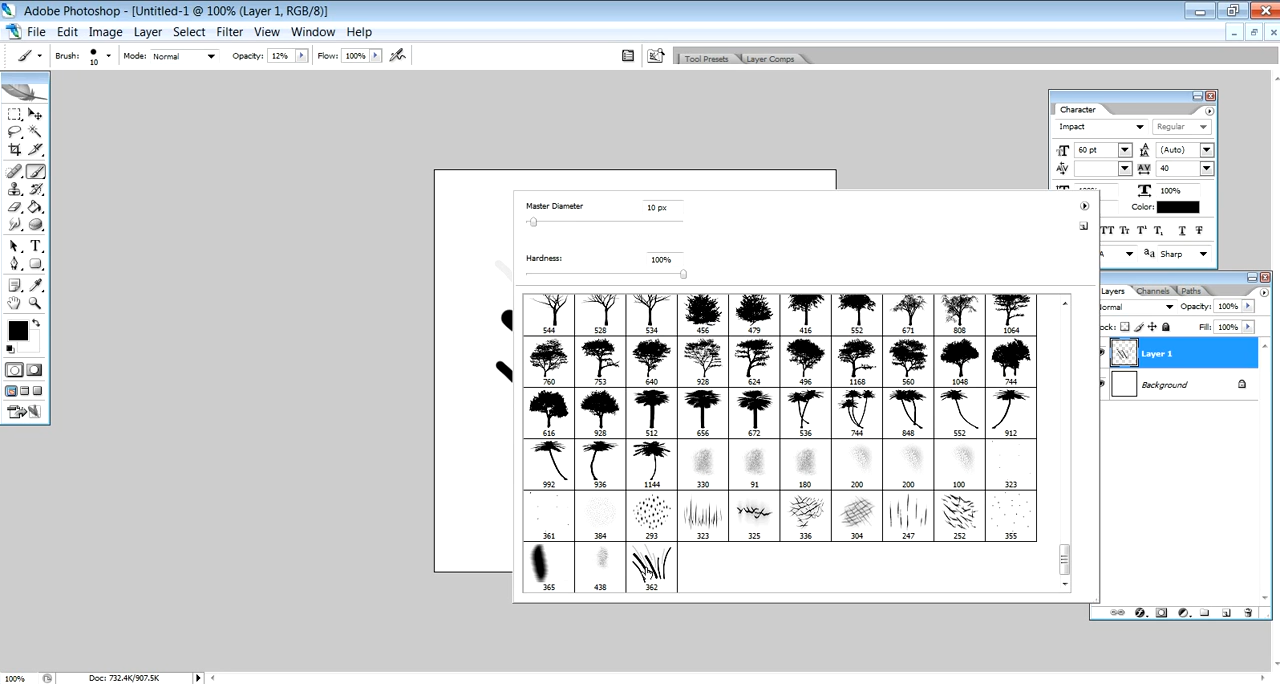 Adobe Photoshop - [Untitled-1 @ 100% (Layer 1, RGB/8)]
File Edit Image Layer Select Filter View Window Help
Brush: 10 Mode: Normal Opacity: 12% Flow: 100% Tool Presets Layer Comps
Character
Impact Regular
60 pt (Auto)
40
100%
Color:
Sharp
Master Diameter 10 px
Hardness: 100%
544 528 534 456 479 416 552 671 808 1064
760 753 640 928 624 496 1168 560 1048 744
616 928 512 656 672 536 744 848 552 912
992 936 1144 330 91 180 200 200 100 323
361 384 293 323 325 336 304 247 252 355
365 438 362
Layers Channels Paths
ormal Opacity: 100%
ock: Fill: 100%
Layer 1
Background
100% Doc: 732.4K/907.5K